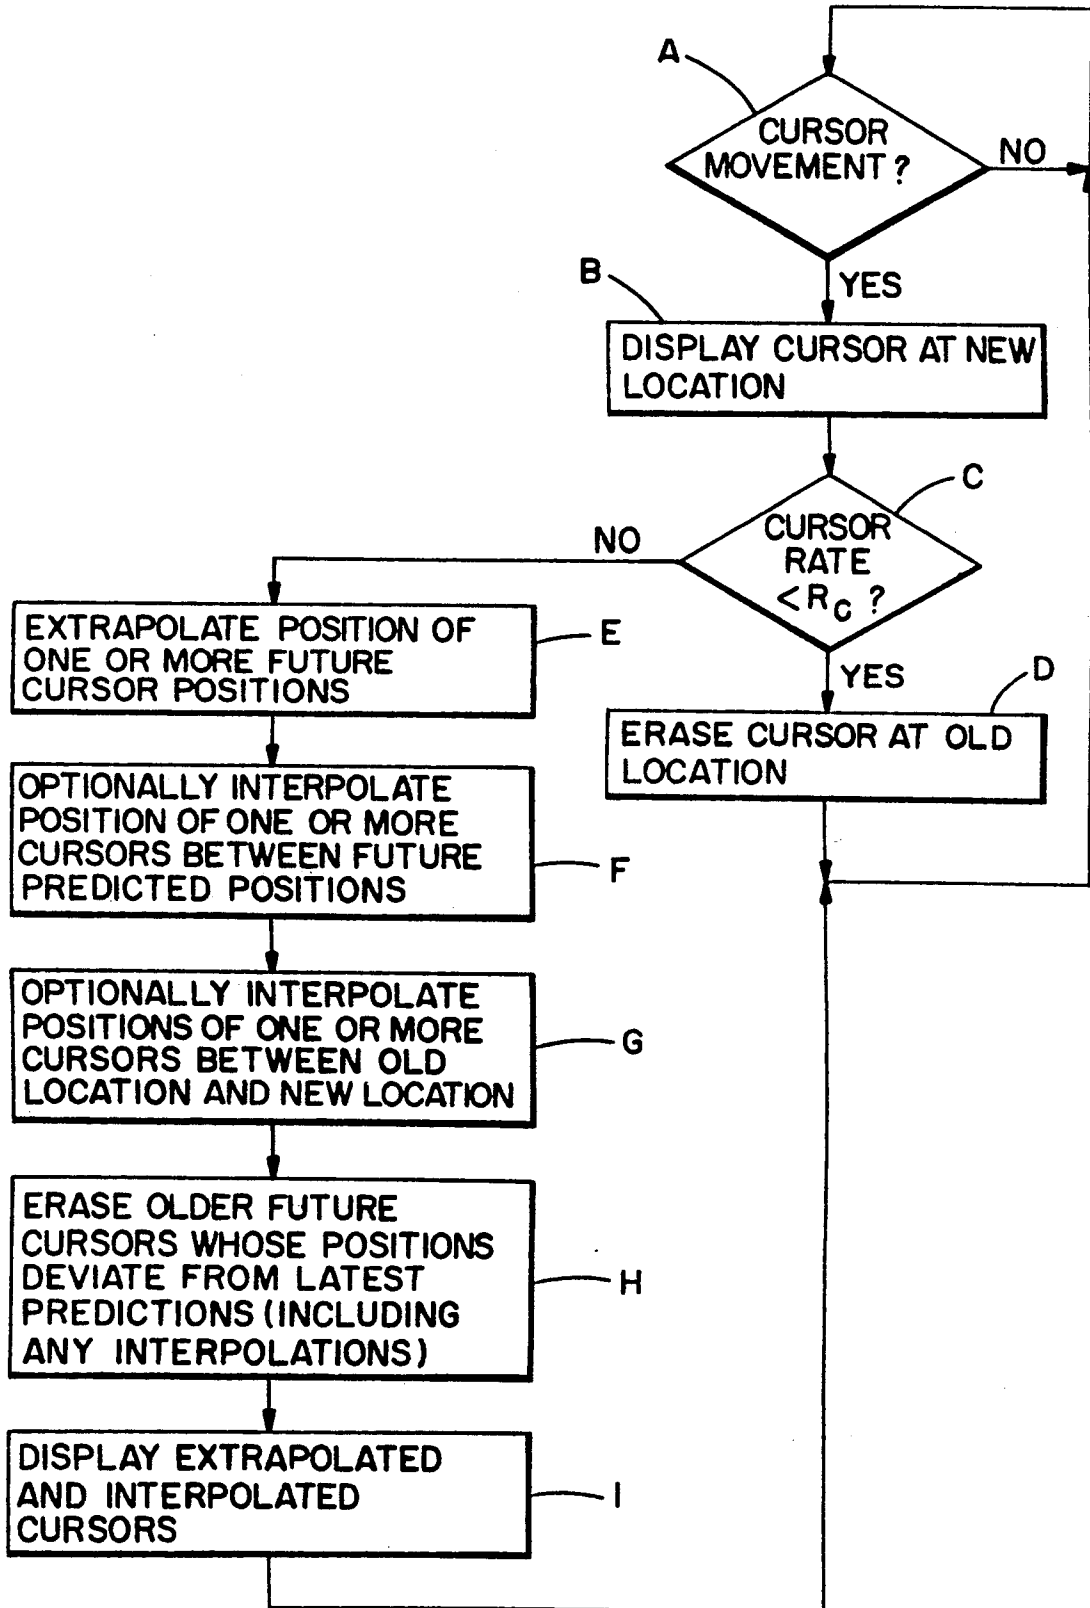 A
CURSOR
MOVEMENT ?
NO
YES
B
DISPLAY CURSOR AT NEW
LOCATION
C
CURSOR
RATE
< RC ?
NO
YES
D
ERASE CURSOR AT OLD
LOCATION
EXTRAPOLATE POSITION OF
ONE OR MORE FUTURE
CURSOR POSITIONS
E
OPTIONALLY INTERPOLATE
POSITION OF ONE OR MORE
CURSORS BETWEEN FUTURE
PREDICTED POSITIONS
F
OPTIONALLY INTERPOLATE
POSITIONS OF ONE OR MORE
CURSORS BETWEEN OLD
LOCATION AND NEW LOCATION
G
ERASE OLDER FUTURE
CURSORS WHOSE POSITIONS
DEVIATE FROM LATEST
PREDICTIONS (INCLUDING
ANY INTERPOLATIONS)
H
DISPLAY EXTRAPOLATED
AND INTERPOLATED
CURSORS
I